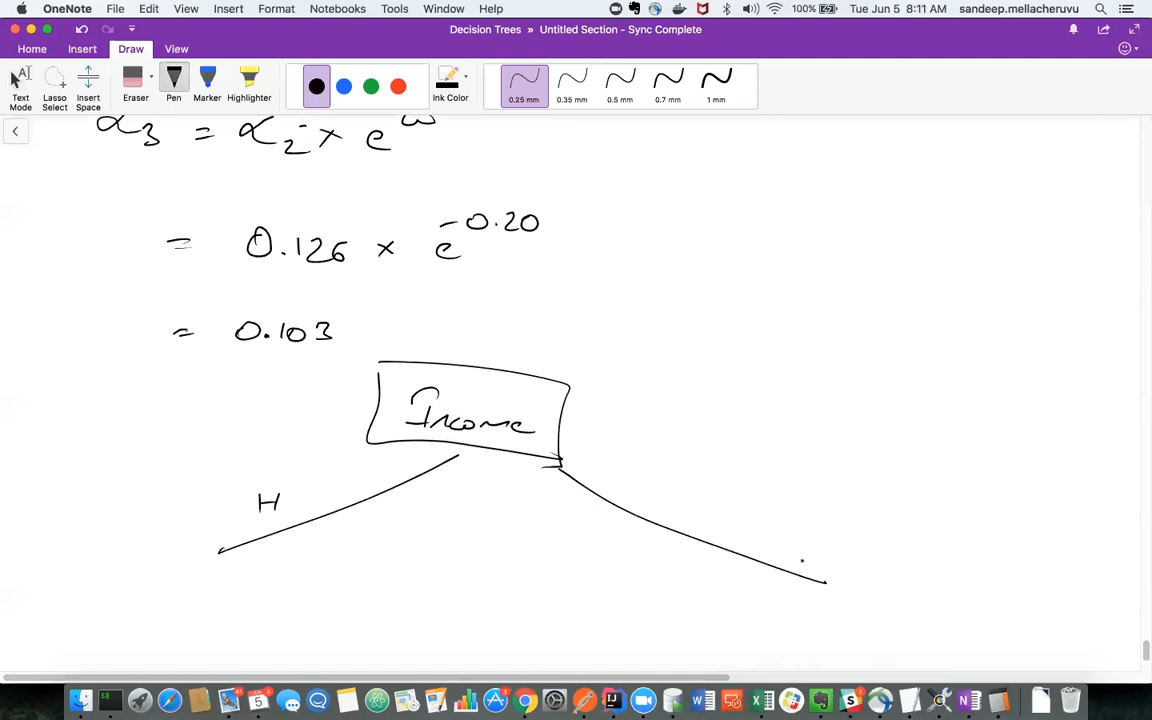 OneNote File Edit View Insert Format Notebooks Tools Window Help 100% Tue Jun 5 8:11 AM sandeep.mellacheruvu
Decision Trees » Untitled Section - Sync Complete
Home Insert Draw View
Text Mode Lasso Select Insert Space Eraser Pen Marker Highlighter Ink Color 0.25 mm 0.35 mm 0.5 mm 0.7 mm 1 mm
α₃ = α₂ × e^ω
= 0.126 × e^-0.20
= 0.103
Income
H